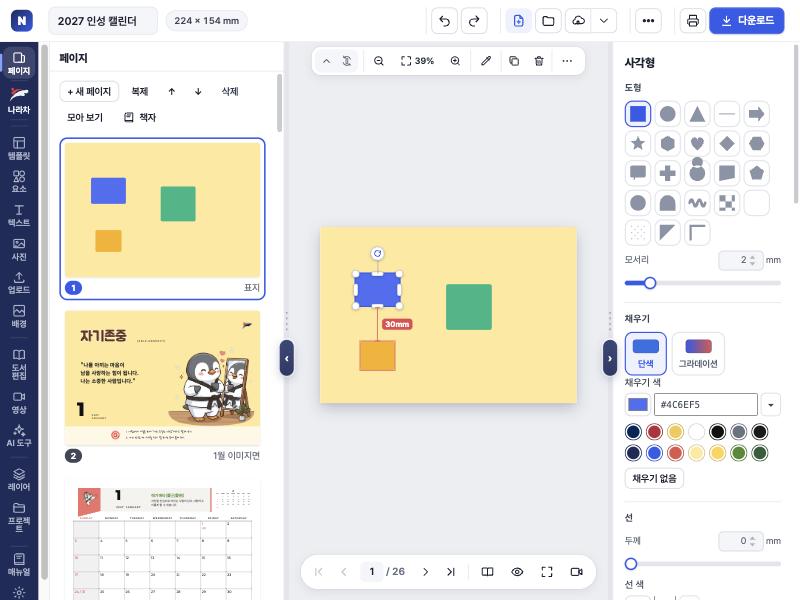 N
2027 인성 캘린더
224 × 154 mm
다운로드
페이지
나라차
템플릿
요소
텍스트
사진
업로드
배경
도서
편집
영상
AI 도구
레이어
프로젝
트
매뉴얼
페이지
+ 새 페이지
복제
↑
↓
삭제
모아 보기
책자
1
표지
자기존중
"나를 아끼는 마음이
남을 사랑하는 힘이 됩니다.
나는 소중한 사람입니다."
1
2
1월 이미지면
1
39%
30mm
1 / 26
사각형
도형
모서리
2
mm
채우기
단색
그라데이션
채우기 색
#4C6EF5
채우기 없음
선
두께
0
mm
선 색